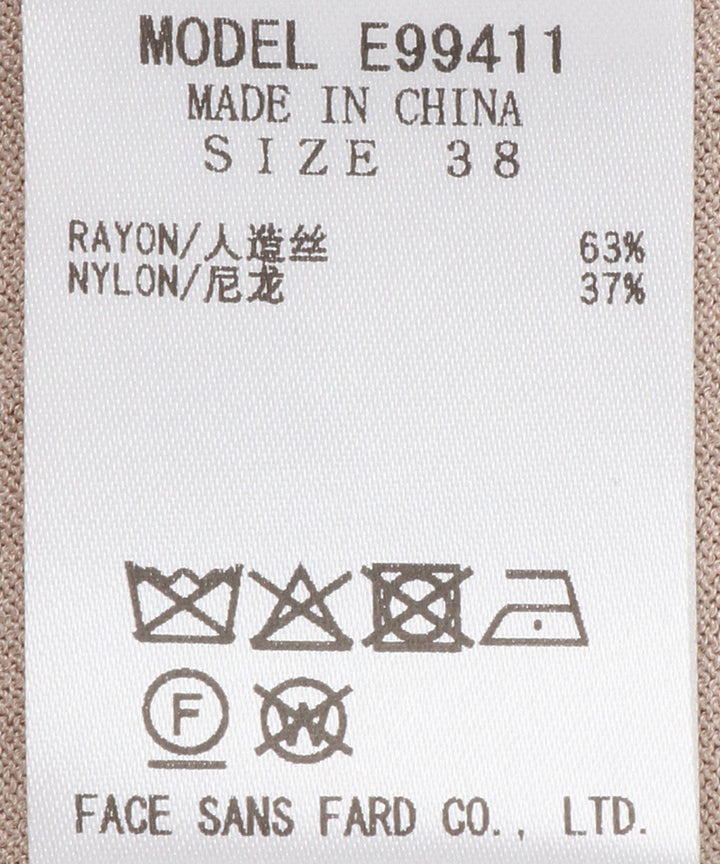 MODEL E99411
MADE IN CHINA
SIZE 38
RAYON/人造丝 63%
NYLON/尼龙 37%
F W
FACE SANS FARD CO., LTD.